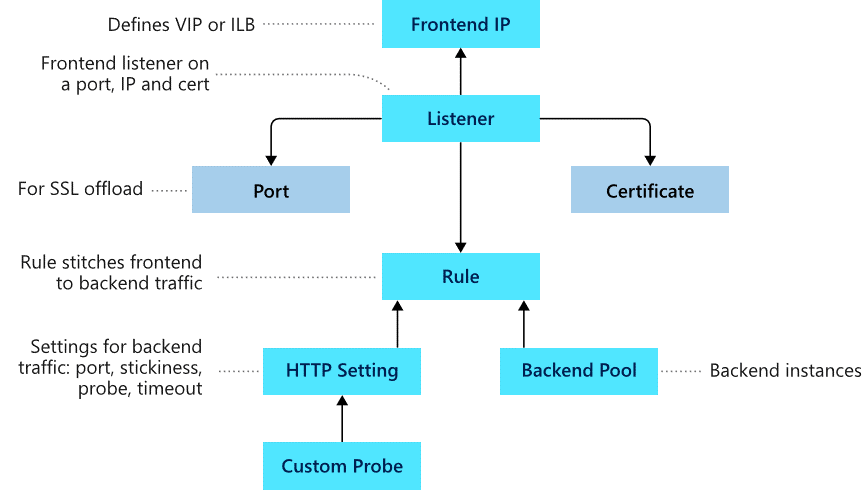 Defines VIP or ILB
Frontend IP
Frontend listener on
a port, IP and cert
Listener
For SSL offload
Port
Certificate
Rule stitches frontend
to backend traffic
Rule
Settings for backend
traffic: port, stickiness,
probe, timeout
HTTP Setting
Backend Pool
Backend instances
Custom Probe